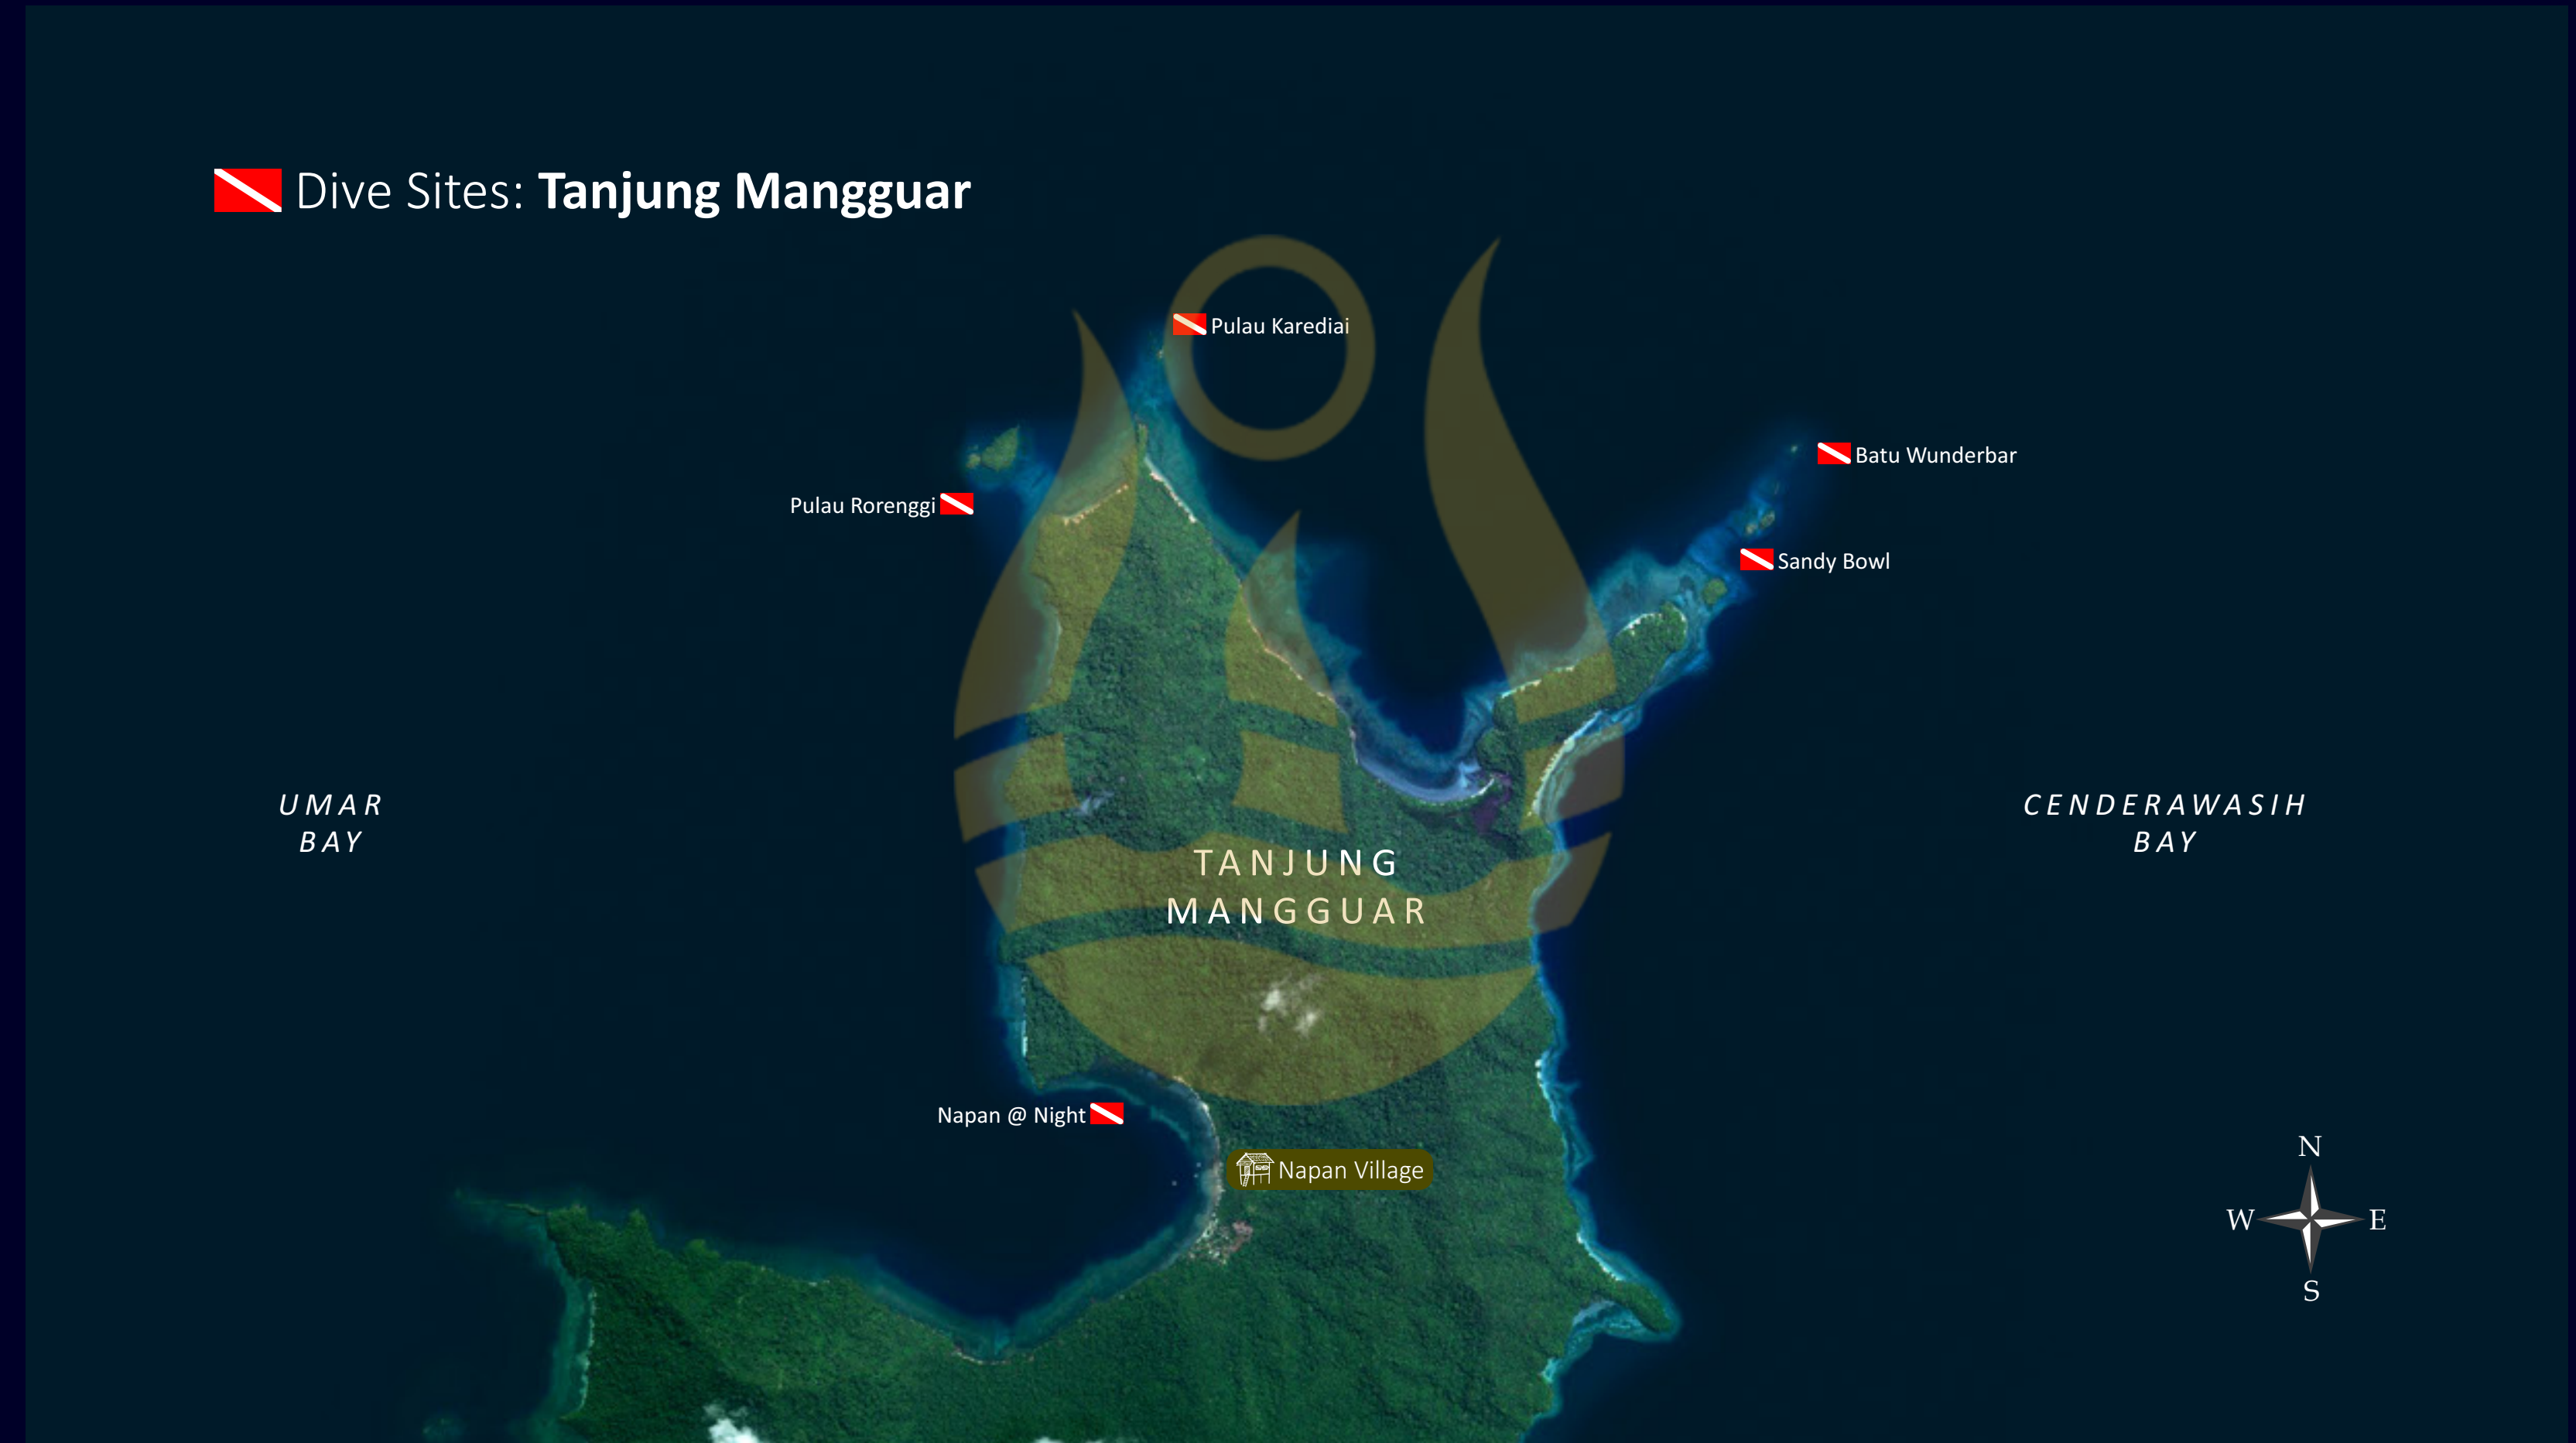 Dive Sites: Tanjung Mangguar
Pulau Karediai
Batu Wunderbar
Pulau Rorenggi
Sandy Bowl
UMAR
BAY
CENDERAWASIH
BAY
TANJUNG
MANGGUAR
Napan @ Night
Napan Village
N
W E
S